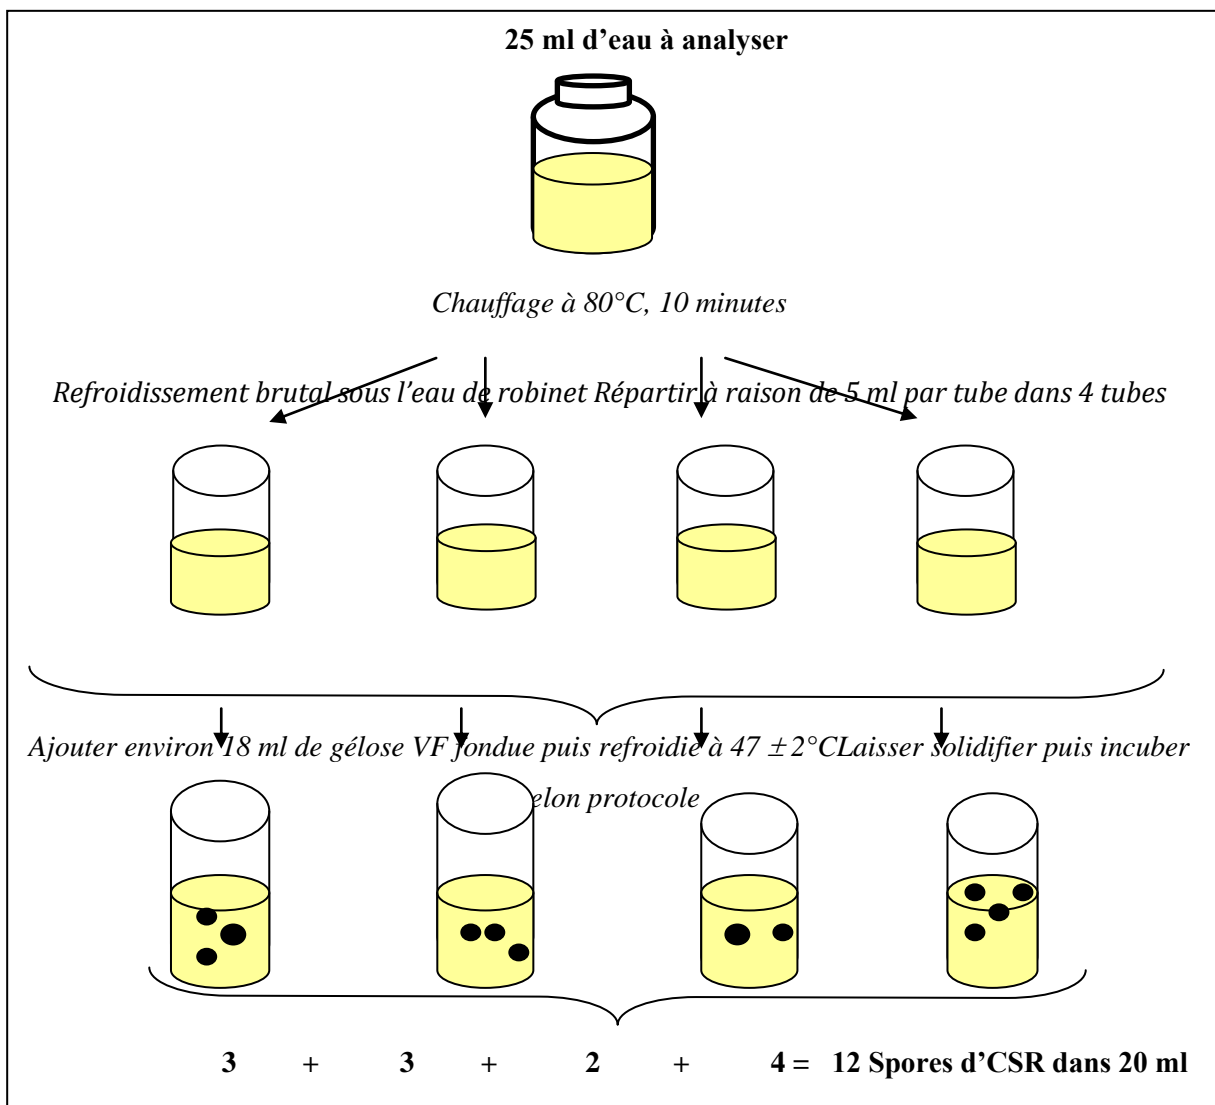 25 ml d’eau à analyser
Chauffage à 80°C, 10 minutes
Refroidissement brutal sous l’eau de robinet Répartir à raison de 5 ml par tube dans 4 tubes
Ajouter environ 18 ml de gélose VF fondue puis refroidie à 47 ± 2°CLaisser solidifier puis incuber
elon protocole
3 + 3 + 2 + 4 = 12 Spores d’CSR dans 20 ml